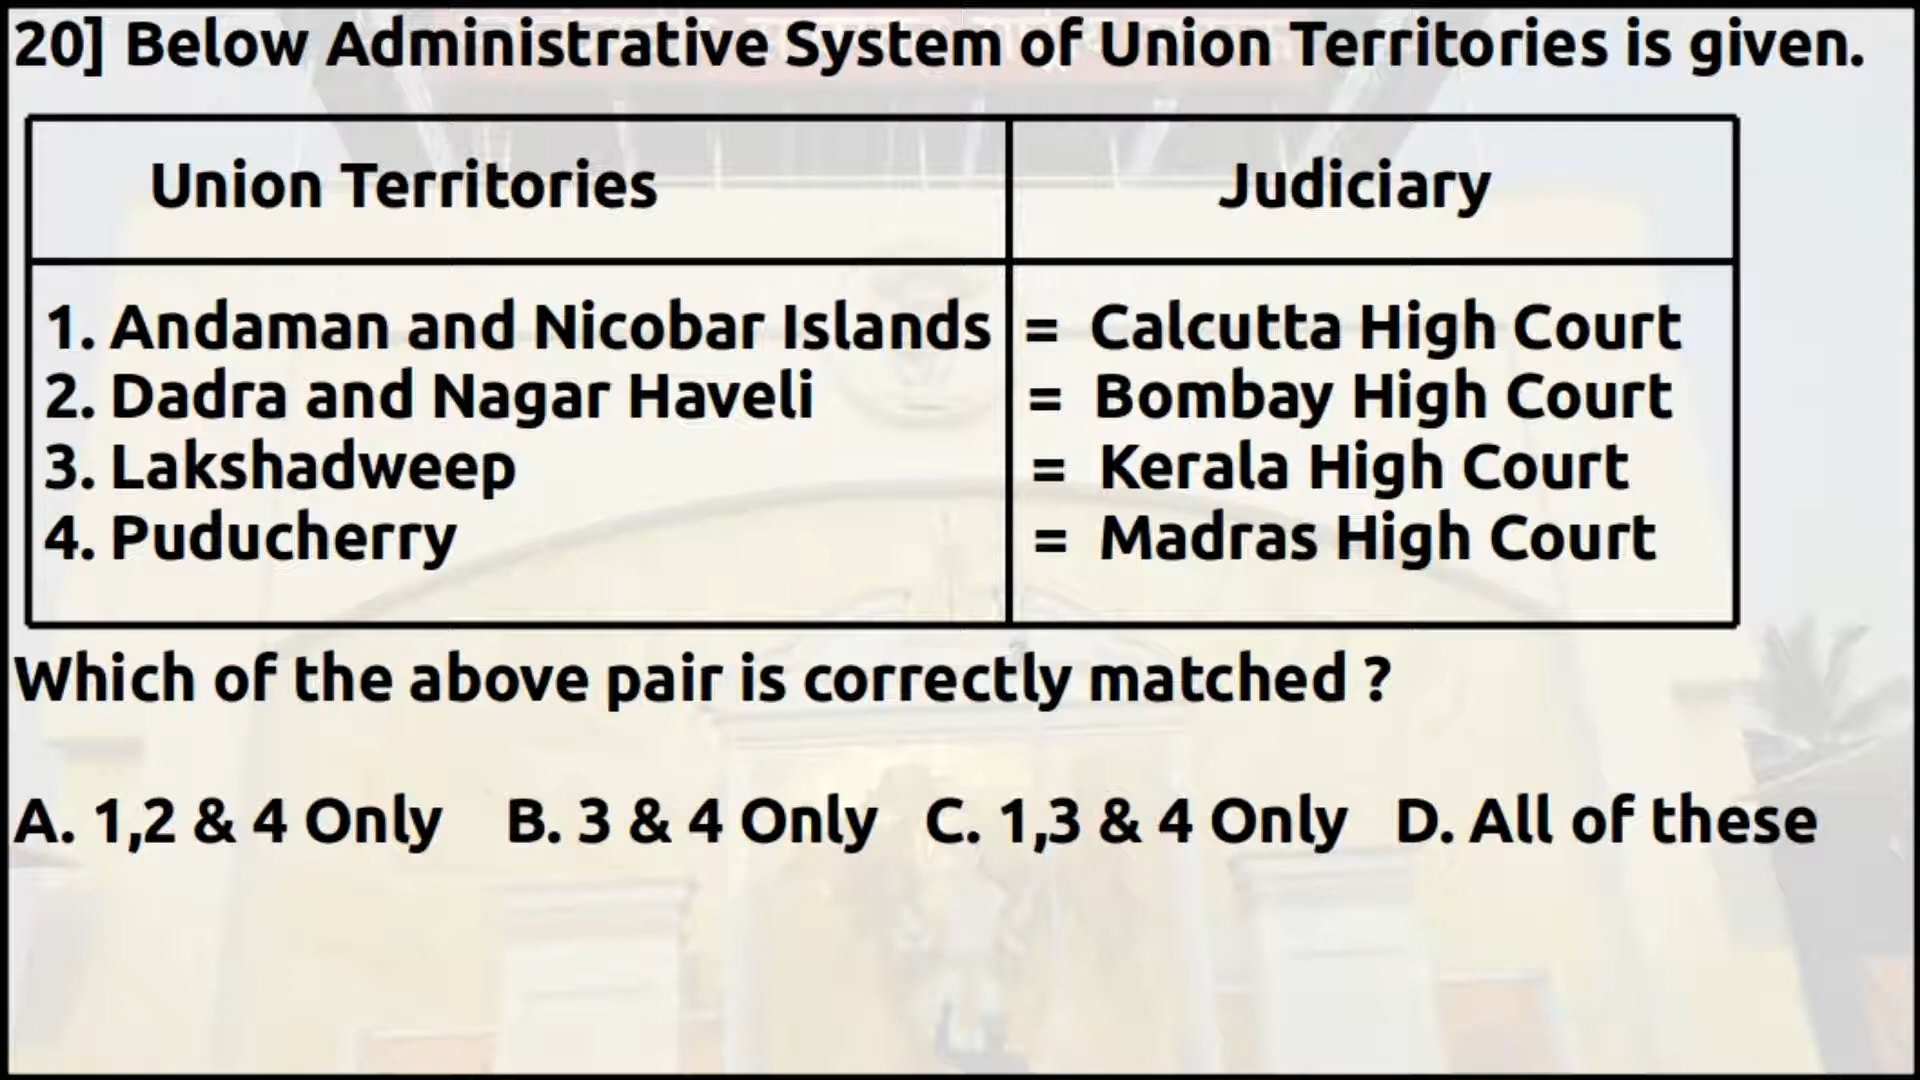 20] Below Administrative System of Union Territories is given.
Union Territories Judiciary
1. Andaman and Nicobar Islands = Calcutta High Court
2. Dadra and Nagar Haveli = Bombay High Court
3. Lakshadweep = Kerala High Court
4. Puducherry = Madras High Court
Which of the above pair is correctly matched ?
A. 1,2 & 4 Only B. 3 & 4 Only C. 1,3 & 4 Only D. All of these